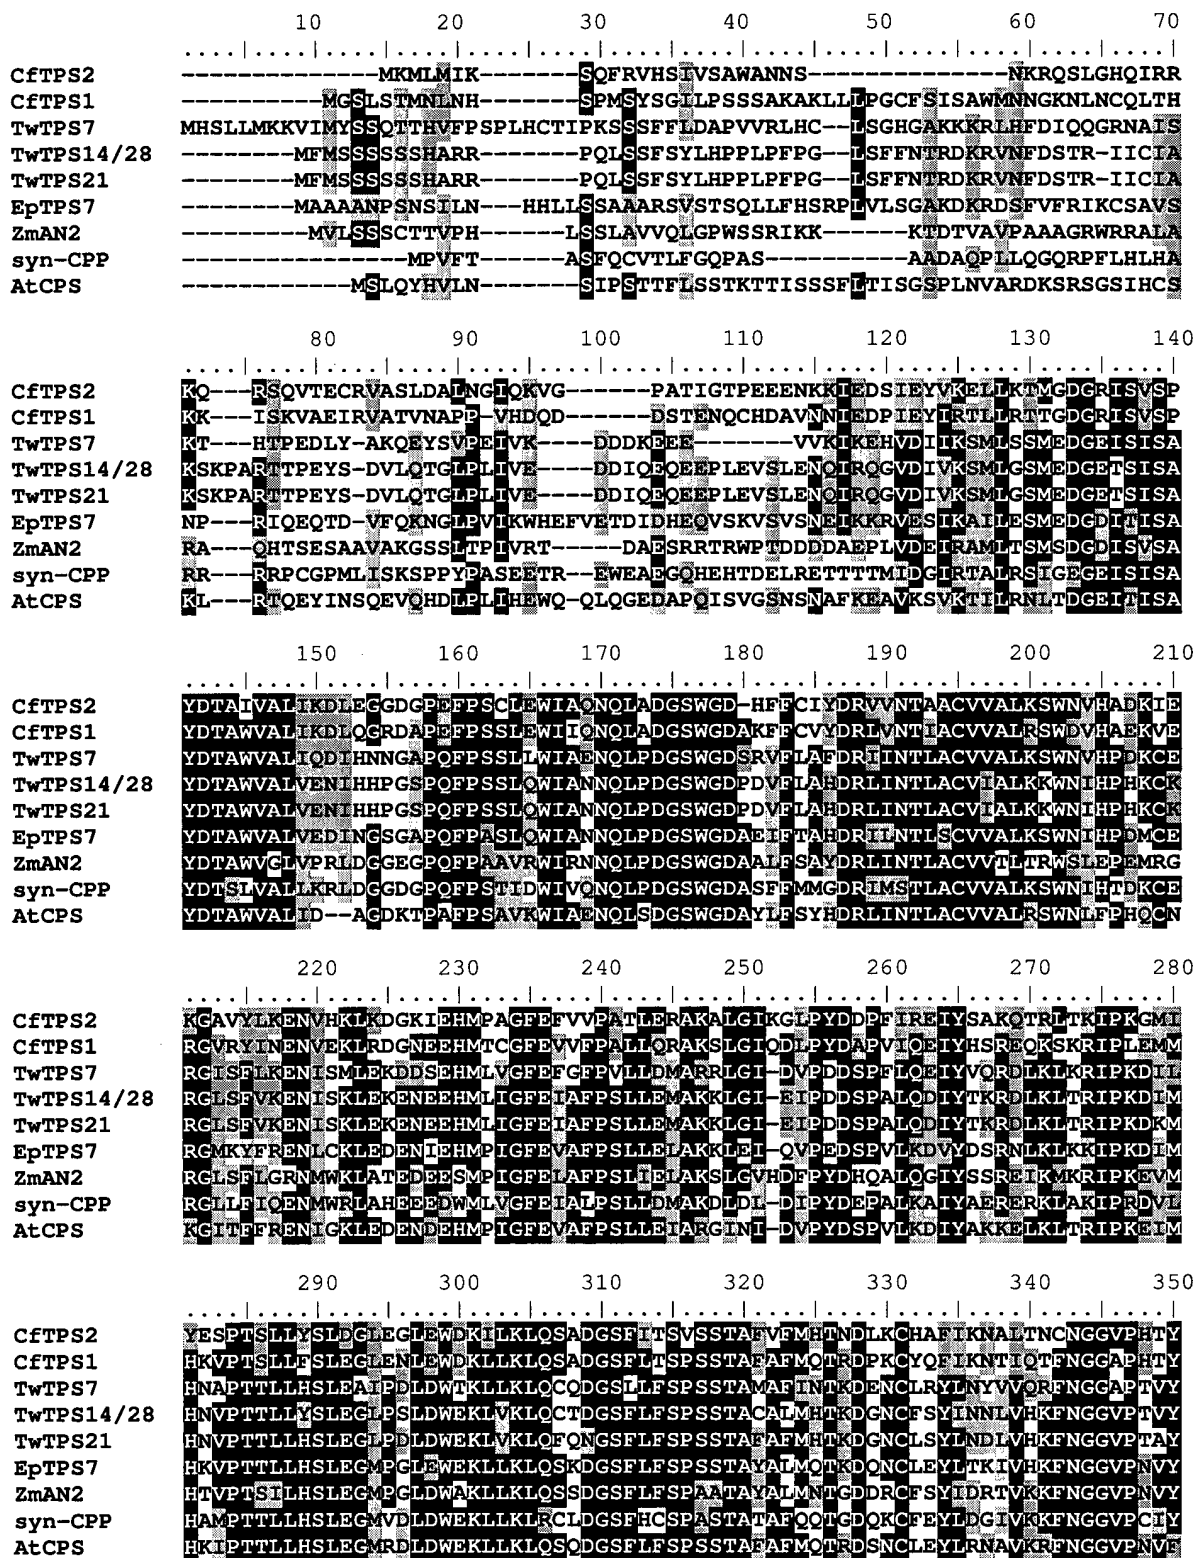 10 20 30 40 50 60 70
CfTPS2 ---------------MKMLMIK--------SQFRVHSIVSAWANNS--------------NKRQSLGHQIRR
CfTPS1 ----------MGSLSTMNLNH--------SPMSYSGILPSSSAKAKLLLPGCFSISAWMNNGKNLNCQLTH
TwTPS7 MHSLLMKKVIMYSSQTTHVFPSPLHCTIPKSSSFFLDAPVVRLHC--LSGHGAKKKRLHFDIQQGRNAIS
TwTPS14/28 --------MFMSSSSSSHARR-------PQLSSFSYLHPPLPFPG--LSFFNTRDKRVNFDSTR-IICIA
TwTPS21 --------MFMSSSSSSHARR-------PQLSSFSYLHPPLPFPG--LSFFNTRDKRVNFDSTR-IICIA
EpTPS7 --------MAAAANPSNSILN---HHLLSSAAARSVSTSQLLFHSRPLVLSGAKDKRDSFVFRIKCSAVS
ZmAN2 ---------MVLSSSCTTVPH------LSSLAVVQLGPWSSRIKK------KTDTVAVPAAAGRWRRALA
syn-CPP ----------------MPVFT------ASFQCVTLFGQPAS----------AADAQPLLQGQRPFLHLHA
AtCPS ------------MSLQYHVLN-------SIPSTTFLSSTKTTISSSFLTISGSPLNVARDKSRSGSIHCS
80 90 100 110 120 130 140
CfTPS2 KQ---RSQVTECRVASLDALNGIQKVG------PATIGTPEEENKKIEDSIEYVKELLKTMGDGRISVSP
CfTPS1 KK---ISKVAEIRVATVNAPP-VHDQD------DSTENQCHDAVNNIEDPIEYIRTLLRTTGDGRISVSP
TwTPS7 KT---HTPEDLY-AKQEYSVPEIVK----DDDKEEE-------VVKIKEHVDIIKSMLSSMEDGEISISA
TwTPS14/28 KSKPARTTPEYS-DVLQTGLPLIVE----DDIQEQEEPLEVSLENQIRQGVDIVKSMLGSMEDGETSISA
TwTPS21 KSKPARTTPEYS-DVLQTGLPLIVE----DDIQEQEEPLEVSLENQIRQGVDIVKSMLGSMEDGETSISA
EpTPS7 NP---RIQEQTD-VFQKNGLPVIKWHEFVETDIDHEQVSKVSVSNEIKKRVESIKAILESMEDGDITISA
ZmAN2 RA---QHTSESAAVAKGSSLTPIVRT-----DAESRRTRWPTDDDDAEPLVDEIRAMLTSMSDGDISVSA
syn-CPP RR---RRPCGPMLISKSPPYPASEETR--EWEAEGQHEHTDELRETTTTMIDGIRTALRSIGEGEISISA
AtCPS KL---RTQEYINSQEVQHDLPLIHEWQ-QLQGEDAPQISVGSNSNAFKEAVKSVKTILRNLTDGEITISA
150 160 170 180 190 200 210
CfTPS2 YDTAIVALIKDLEGGDGPEFPSCLEWIAQNQLADGSWGD-HFFCIYDRVVNTAACVVALKSWNVHADKIE
CfTPS1 YDTAWVALIKDLQGRDAPEFPSSLEWIIQNQLADGSWGDAKFFCVYDRLVNTIACVVALRSWDVHAEKVE
TwTPS7 YDTAWVALIQDIHNNGAPQFPSSLLWIAENQLPDGSWGDSRVFLAFDRIINTLACVVALKSWNVHPDKCE
TwTPS14/28 YDTAWVALVENIHHPGSPQFPSSLQWIANNQLPDGSWGDPDVFLAHDRLINTLACVIALKKWNIHPHKCK
TwTPS21 YDTAWVALVENIHHPGSPQFPSSLQWIANNQLPDGSWGDPDVFLAHDRLINTLACVIALKKWNIHPHKCK
EpTPS7 YDTAWVALVEDINGSGAPQFPASLQWIANNQLPDGSWGDAEIFTAHDRILNTLSCVVALKSWNIHPDMCE
ZmAN2 YDTAWVGLVPRLDGGEGPQFPAAVRWIRNNQLPDGSWGDAALFSAYDRLINTLACVVTLTRWSLEPEMRG
syn-CPP YDTSLVALLKRLDGGDGPQFPSTIDWIVQNQLPDGSWGDASFFMMGDRIMSTLACVVALKSWNIHTDKCE
AtCPS YDTAWVALID--AGDKTPAFPSAVKWIAENQLSDGSWGDAYLFSYHDRLINTLACVVALRSWNLFPHQCN
220 230 240 250 260 270 280
CfTPS2 KGAVYLKENVHKLKDGKIEHMPAGFEFVVPATLERAKALGIKGLPYDDPFIREIYSAKQTRLTKIPKGMI
CfTPS1 RGVRYINENVEKLRDGNEEHMTCGFEVVFPALLQRAKSLGIQDLPYDAPVIQEIYHSREQKSKRIPLEMM
TwTPS7 RGISFLKENISMLEKDDSEHMLVGFEFGFPVLLDMARRLGI-DVPDDSPFLQEIYVQRDLKLKRIPKDIL
TwTPS14/28 RGLSFVKENISKLEKENEEHMLIGFEIAFPSLLEMAKKLGI-EIPDDSPALQDIYTKRDLKLTRIPKDIM
TwTPS21 RGLSFVKENISKLEKENEEHMLIGFEIAFPSLLEMAKKLGI-EIPDDSPALQDIYTKRDLKLTRIPKDKM
EpTPS7 RGMKYFRENLCKLEDENIEHMPIGFEVAFPSLLELAKKLEL-QVPEDSPVLKDVYDSRNLKLKKIPKDIM
ZmAN2 RGLSFLGRNMWKLATEDEESMPIGFELAFPSLIELAKSLGVHDFPYDHQALQGIYSSREIKMKRIPKEVM
syn-CPP RGLLFIQENMWRLAHEEEDWMLVGFEIALPSLLDMAKDLDL-DIPYDEPALKAIYAERERKLAKIPRDVL
AtCPS KGITFFRENIGKLEDENDEHMPIGFEVAFPSLLEIARGINI-DVPYDSPVLKDIYAKKELKLTRIPKEIM
290 300 310 320 330 340 350
CfTPS2 YESPTSLLYSLDGLEGLEWDKILKLQSADGSFITSVSSTAFVFMHTNDLKCHAFIKNALTNCNGGVPHTY
CfTPS1 HKVPTSLLFSLEGLENLEWDKLLKLQSADGSFLTSPSSTAFAFMQTRDPKCYQFIKNTIQTFNGGAPHTY
TwTPS7 HNAPTTLLHSLEAIPDLDWTKLLKLQCQDGSLLFSPSSTAMAFINTKDENCLRYLNYVVQRFNGGAPTVY
TwTPS14/28 HNVPTTLLYSLEGLPSLDWEKLVKLQCTDGSFLFSPSSTACALMHTKDGNCFSYINNLVHKFNGGVPTVY
TwTPS21 HNVPTTLLHSLEGLPDLDWEKLVKLQFQNGSFLFSPSSTAFAFMHTKDGNCLSYLNDLVHKFNGGVPTAY
EpTPS7 HKVPTTLLHSLEGMPGLEWEKLLKLQSKDGSFLFSPSSTAYALMQTKDQNCLEYLTKIVHKFNGGVPNVY
ZmAN2 HTVPTSILHSLEGMPGLDWAKLLKLQSSDGSFLFSPAATAYALMNTGDDRCFSYIDRTVKKFNGGVPNVY
syn-CPP HAMPTTLLHSLEGMVDLDWEKLLKLRCLDGSFHCSPASTATAFQQTGDQKCFEYLDGIVKKFNGGVPCIY
AtCPS HKIPTTLLHSLEGMRDLDWEKLLKLQSQDGSFLFSPSSTAFAFMQTRDSNCLEYLRNAVKRFNGGVPNVF